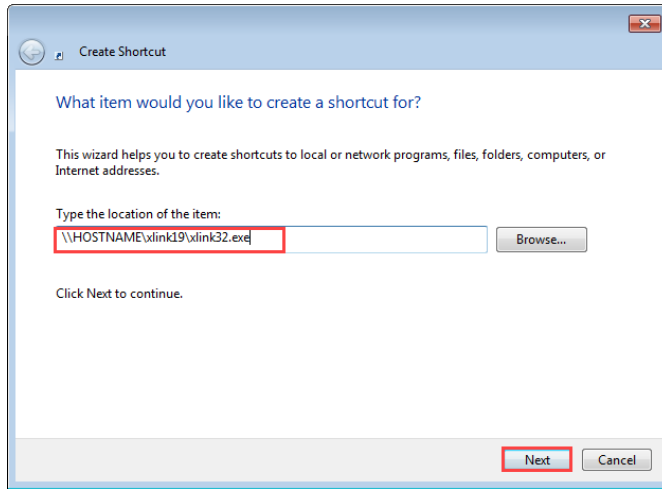 Create Shortcut
What item would you like to create a shortcut for?
This wizard helps you to create shortcuts to local or network programs, files, folders, computers, or
Internet addresses.
Type the location of the item:
\\HOSTNAME\xlink19\xlink32.exe
Browse...
Click Next to continue.
Next
Cancel